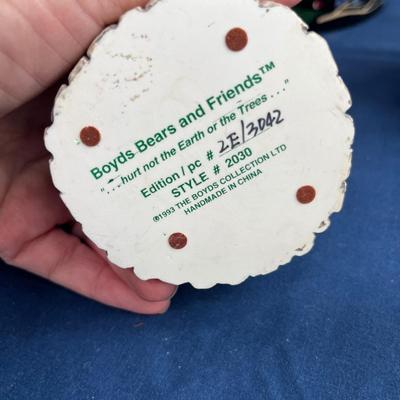 Boyds Bears and Friends™
"...hurt not the Earth or the Trees..."
Edition / pc # 2E/3042
STYLE # 2030
©1993 THE BOYDS COLLECTION LTD
HANDMADE IN CHINA